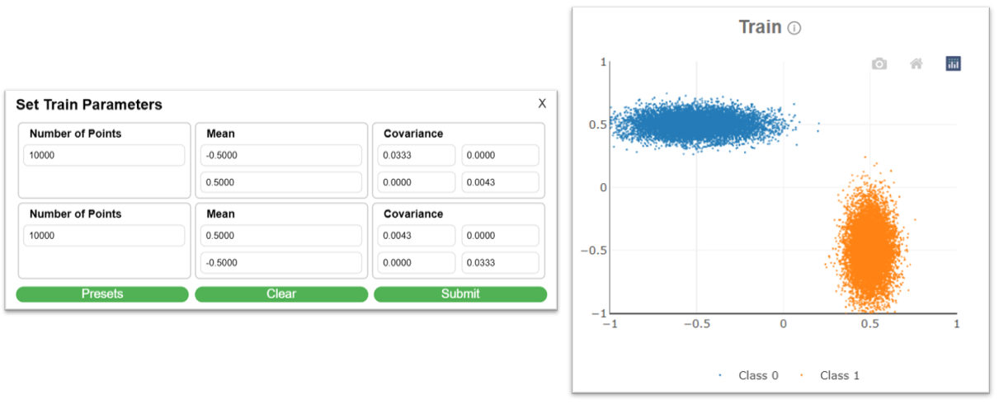 Set Train Parameters X
Number of Points Mean Covariance
10000 -0.5000 0.0333 0.0000
0.5000 0.0000 0.0043
Number of Points Mean Covariance
10000 0.5000 0.0043 0.0000
-0.5000 0.0000 0.0333
Presets Clear Submit
Train
1
0.5
0
−0.5
−1
−1 −0.5 0 0.5 1
Class 0 Class 1